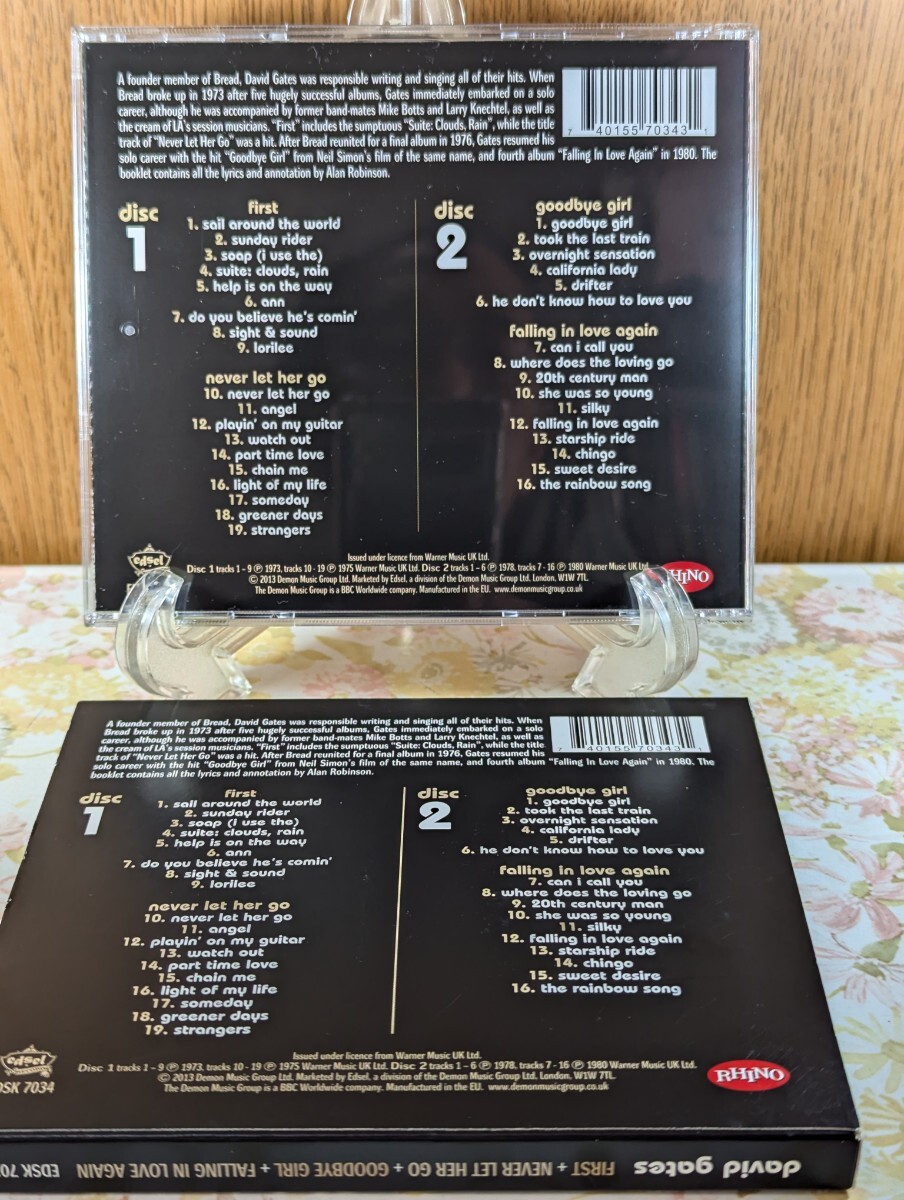 A founder member of Bread, David Gates was responsible writing and singing all of their hits. When
Bread broke up in 1973 after five hugely successful albums, Gates immediately embarked on a solo
career, although he was accompanied by former band-mates Mike Botts and Larry Knechtel, as well as
the cream of LA's session musicians. "First" includes the sumptuous "Suite: Clouds, Rain", while the title
track of "Never Let Her Go" was a hit. After Bread reunited for a final album in 1976, Gates resumed his
solo career with the hit "Goodbye Girl" from Neil Simon's film of the same name, and fourth album "Falling In Love Again" in 1980. The
booklet contains all the lyrics and annotation by Alan Robinson.
7 40155 70343 1
disc
1
first
1. sail around the world
2. sunday rider
3. soap (i use the)
4. suite: clouds, rain
5. help is on the way
6. ann
7. do you believe he's comin'
8. sight & sound
9. lorilee
never let her go
10. never let her go
11. angel
12. playin' on my guitar
13. watch out
14. part time love
15. chain me
16. light of my life
17. someday
18. greener days
19. strangers
disc
2
goodbye girl
1. goodbye girl
2. took the last train
3. overnight sensation
4. california lady
5. drifter
6. he don't know how to love you
falling in love again
7. can i call you
8. where does the loving go
9. 20th century man
10. she was so young
11. silky
12. falling in love again
13. starship ride
14. chingo
15. sweet desire
16. the rainbow song
edsel
Issued under licence from Warner Music UK Ltd.
Disc 1 tracks 1 - 9 ℗ 1973, tracks 10 - 19 ℗ 1975 Warner Music UK Ltd. Disc 2 tracks 1 - 6 ℗ 1978, tracks 7 - 16 ℗ 1980 Warner Music UK Ltd.
© 2013 Demon Music Group Ltd. Marketed by Edsel, a division of the Demon Music Group Ltd. London, W1W 7TL.
The Demon Music Group is a BBC Worldwide company. Manufactured in the EU. www.demonmusicgroup.co.uk
RHINO
A founder member of Bread, David Gates was responsible writing and singing all of their hits. When
Bread broke up in 1973 after five hugely successful albums, Gates immediately embarked on a solo
career, although he was accompanied by former band-mates Mike Botts and Larry Knechtel, as well as
the cream of LA's session musicians. "First" includes the sumptuous "Suite: Clouds, Rain", while the title
track of "Never Let Her Go" was a hit. After Bread reunited for a final album in 1976, Gates resumed his
solo career with the hit "Goodbye Girl" from Neil Simon's film of the same name, and fourth album "Falling In Love Again" in 1980. The
booklet contains all the lyrics and annotation by Alan Robinson.
7 40155 70343 1
disc
1
first
1. sail around the world
2. sunday rider
3. soap (i use the)
4. suite: clouds, rain
5. help is on the way
6. ann
7. do you believe he's comin'
8. sight & sound
9. lorilee
never let her go
10. never let her go
11. angel
12. playin' on my guitar
13. watch out
14. part time love
15. chain me
16. light of my life
17. someday
18. greener days
19. strangers
disc
2
goodbye girl
1. goodbye girl
2. took the last train
3. overnight sensation
4. california lady
5. drifter
6. he don't know how to love you
falling in love again
7. can i call you
8. where does the loving go
9. 20th century man
10. she was so young
11. silky
12. falling in love again
13. starship ride
14. chingo
15. sweet desire
16. the rainbow song
edsel
DSK 7034
Issued under licence from Warner Music UK Ltd.
Disc 1 tracks 1 - 9 ℗ 1973, tracks 10 - 19 ℗ 1975 Warner Music UK Ltd. Disc 2 tracks 1 - 6 ℗ 1978, tracks 7 - 16 ℗ 1980 Warner Music UK Ltd.
© 2013 Demon Music Group Ltd. Marketed by Edsel, a division of the Demon Music Group Ltd. London, W1W 7TL.
The Demon Music Group is a BBC Worldwide company. Manufactured in the EU. www.demonmusicgroup.co.uk
RHINO
david gates FIRST + NEVER LET HER GO + GOODBYE GIRL + FALLING IN LOVE AGAIN EDSK 70